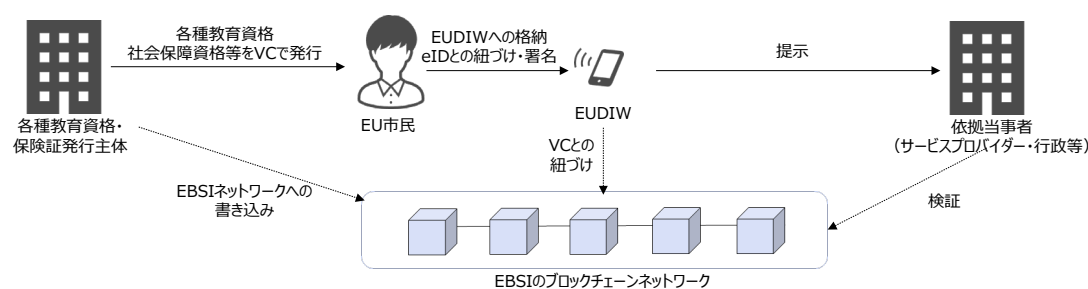 各種教育資格
社会保障資格等をVCで発行
EUDIWへの格納
eIDとの紐づけ・署名
提示
各種教育資格・
保険証発行主体
EU市民
EUDIW
依拠当事者
（サービスプロバイダー・行政等）
VCとの
紐づけ
EBSIネットワークへの
書き込み
検証
EBSIのブロックチェーンネットワーク